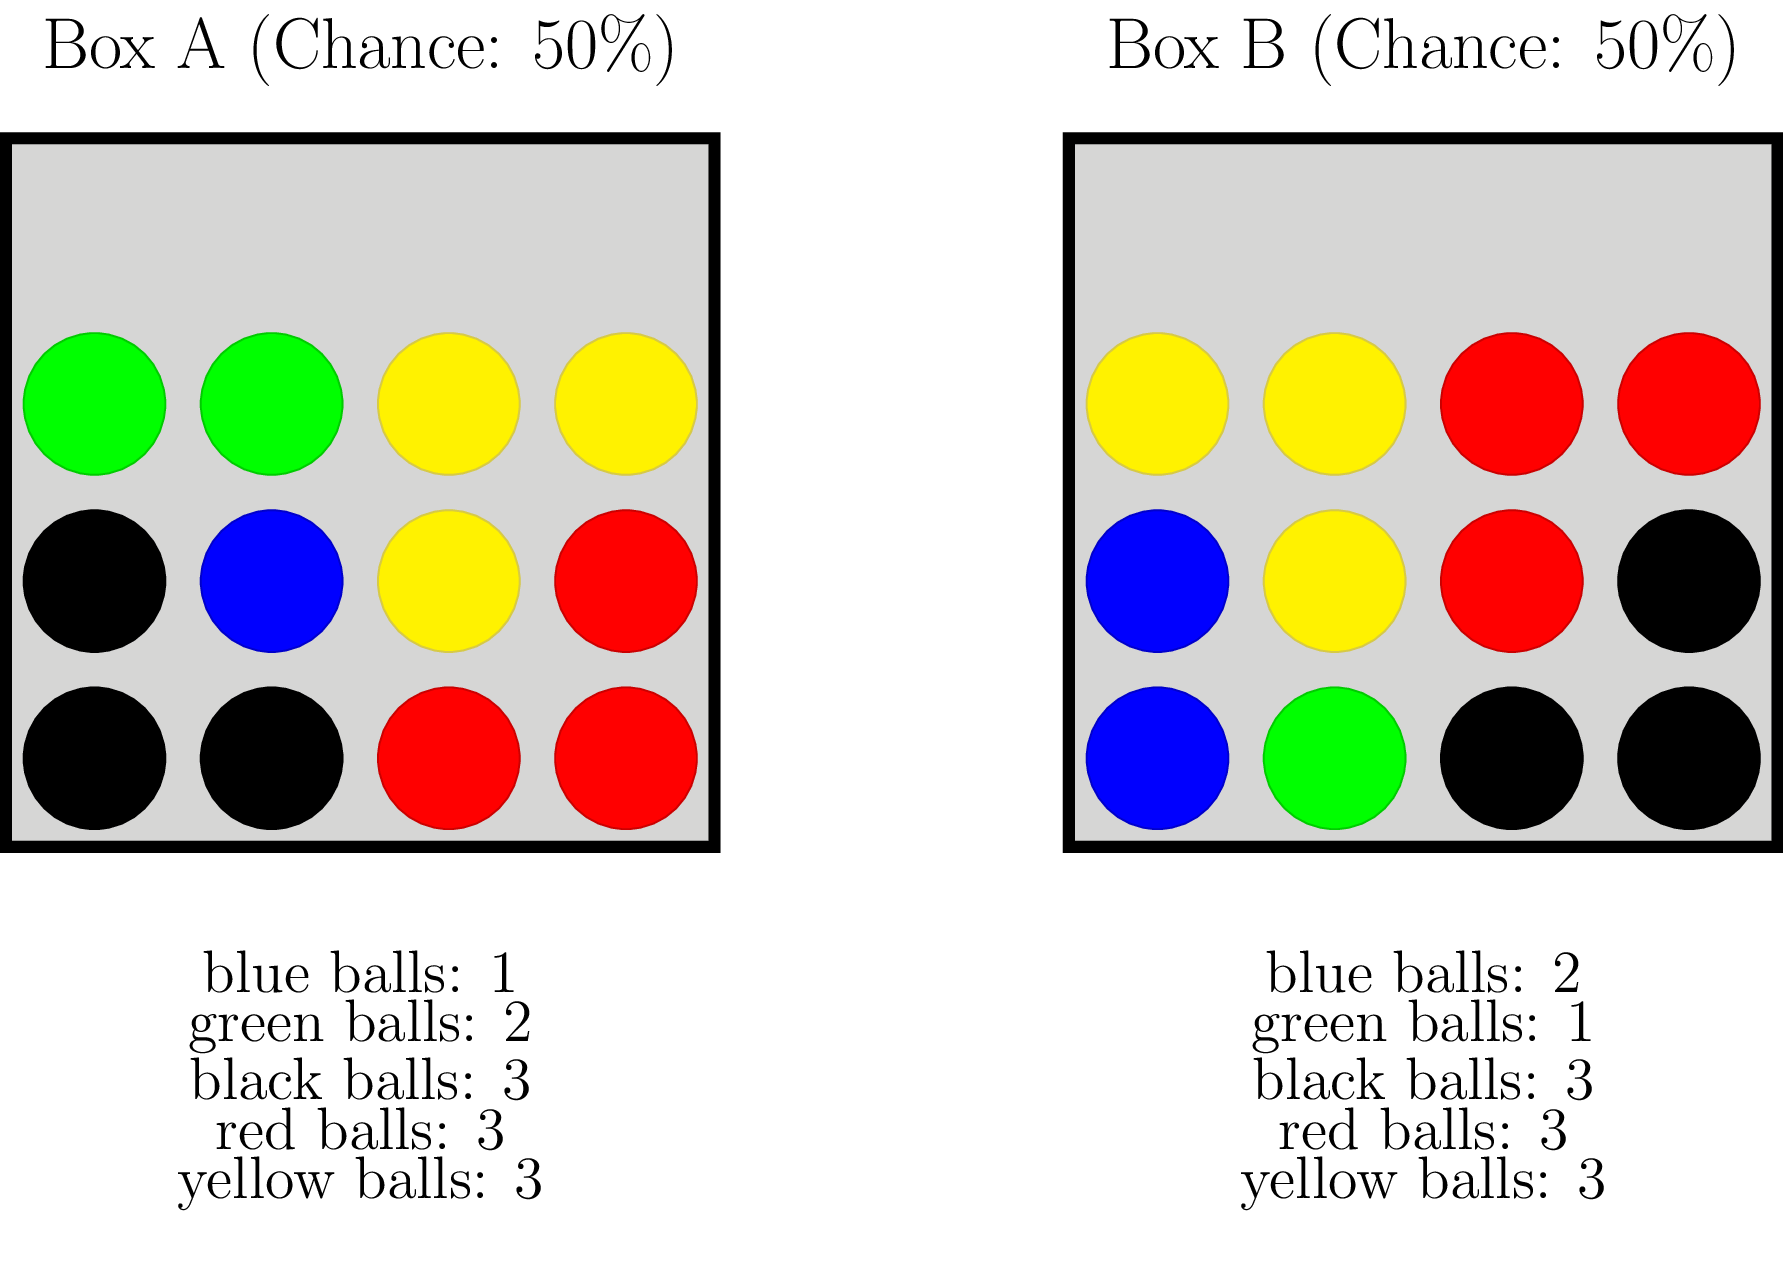 Box A (Chance: 50%)
blue balls: 1
green balls: 2
black balls: 3
red balls: 3
yellow balls: 3
Box B (Chance: 50%)
blue balls: 2
green balls: 1
black balls: 3
red balls: 3
yellow balls: 3